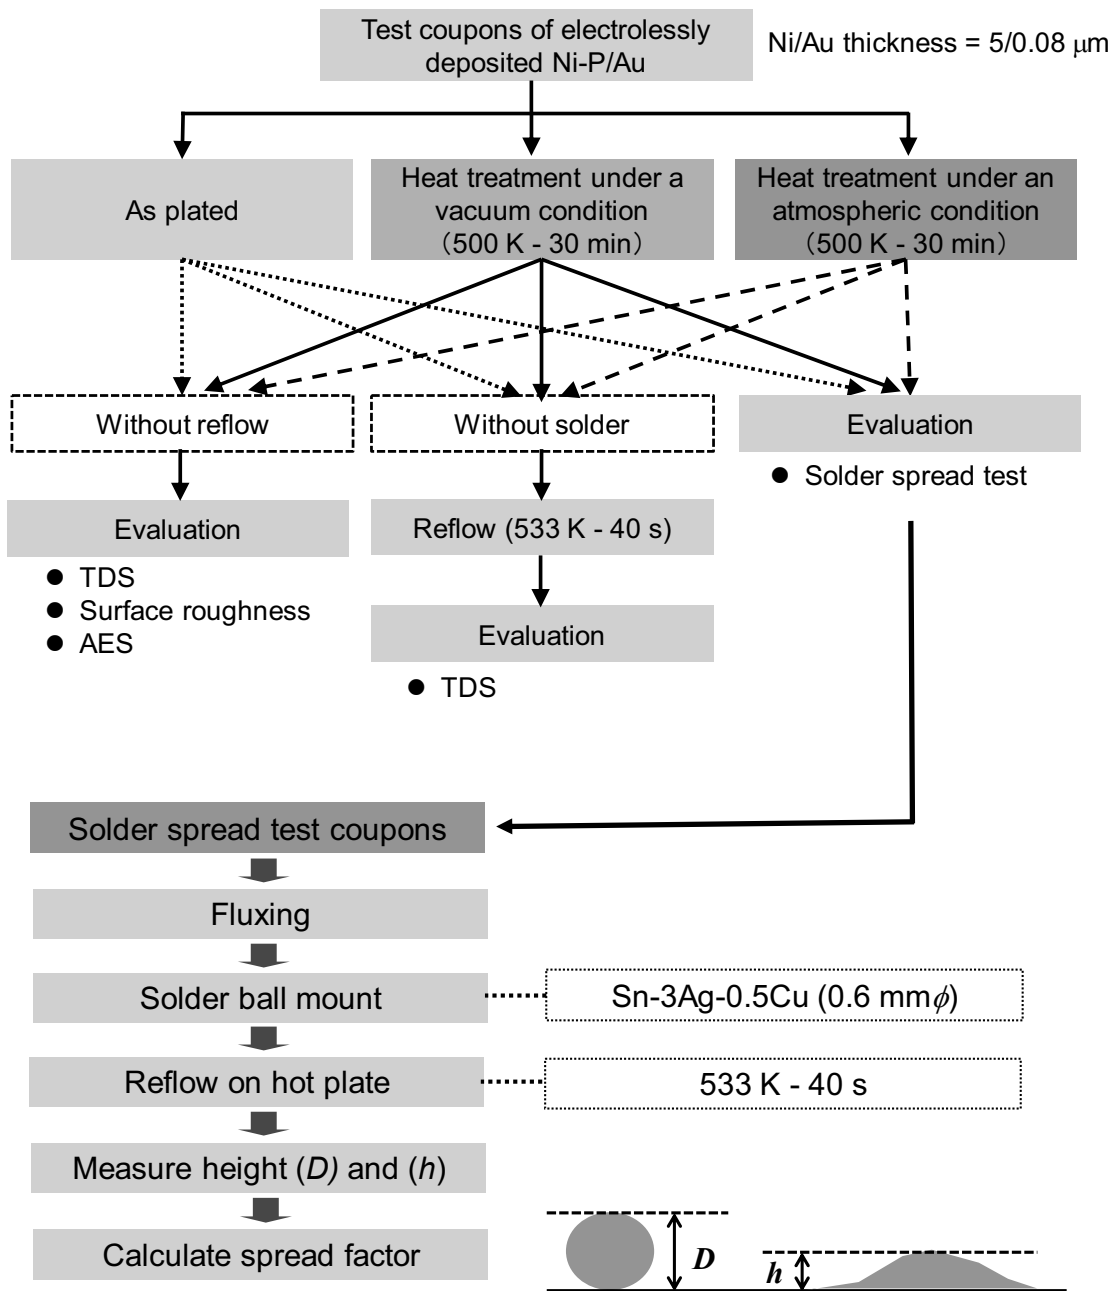 Test coupons of electrolessly
deposited Ni-P/Au
Ni/Au thickness = 5/0.08 μm
As plated
Heat treatment under a
vacuum condition
(500 K - 30 min)
Heat treatment under an
atmospheric condition
(500 K - 30 min)
Without reflow
Without solder
Evaluation
● Solder spread test
Evaluation
● TDS
● Surface roughness
● AES
Reflow (533 K - 40 s)
Evaluation
● TDS
Solder spread test coupons
Fluxing
Solder ball mount
Sn-3Ag-0.5Cu (0.6 mmϕ)
Reflow on hot plate
533 K - 40 s
Measure height (D) and (h)
Calculate spread factor
D
h